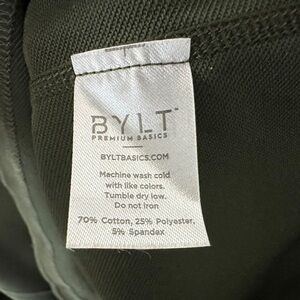 BYLT™
PREMIUM BASICS
BYLTBASICS.COM
Machine wash cold
with like colors.
Tumble dry low.
Do not iron
70% Cotton, 25% Polyester,
5% Spandex